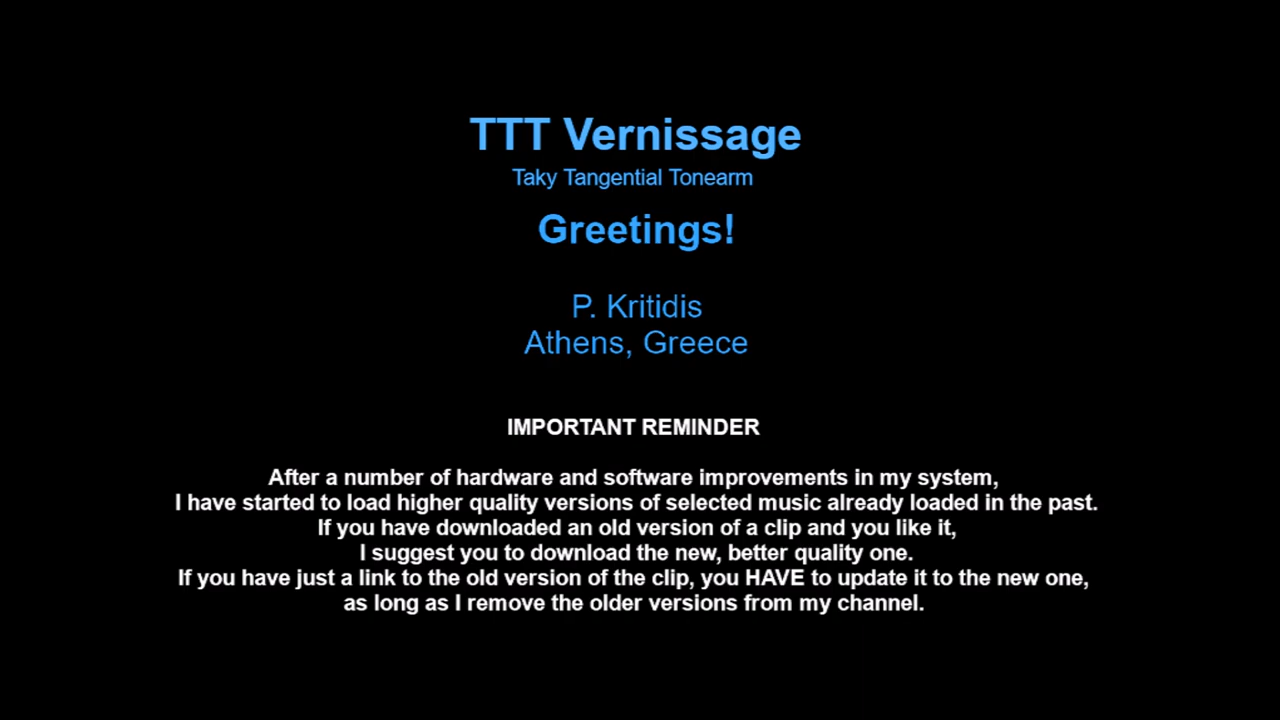 TTT Vernissage
Taky Tangential Tonearm
Greetings!
P. Kritidis
Athens, Greece
IMPORTANT REMINDER
After a number of hardware and software improvements in my system,
I have started to load higher quality versions of selected music already loaded in the past.
If you have downloaded an old version of a clip and you like it,
I suggest you to download the new, better quality one.
If you have just a link to the old version of the clip, you HAVE to update it to the new one,
as long as I remove the older versions from my channel.